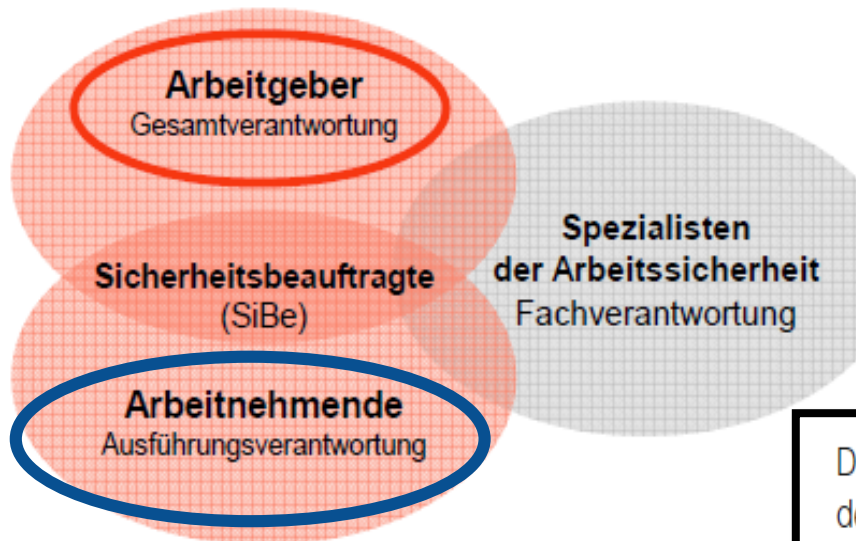 Arbeitgeber
Gesamtverantwortung
Sicherheitsbeauftragte
(SiBe)
Arbeitnehmende
Ausführungsverantwortung
Spezialisten
der Arbeitssicherheit
Fachverantwortung